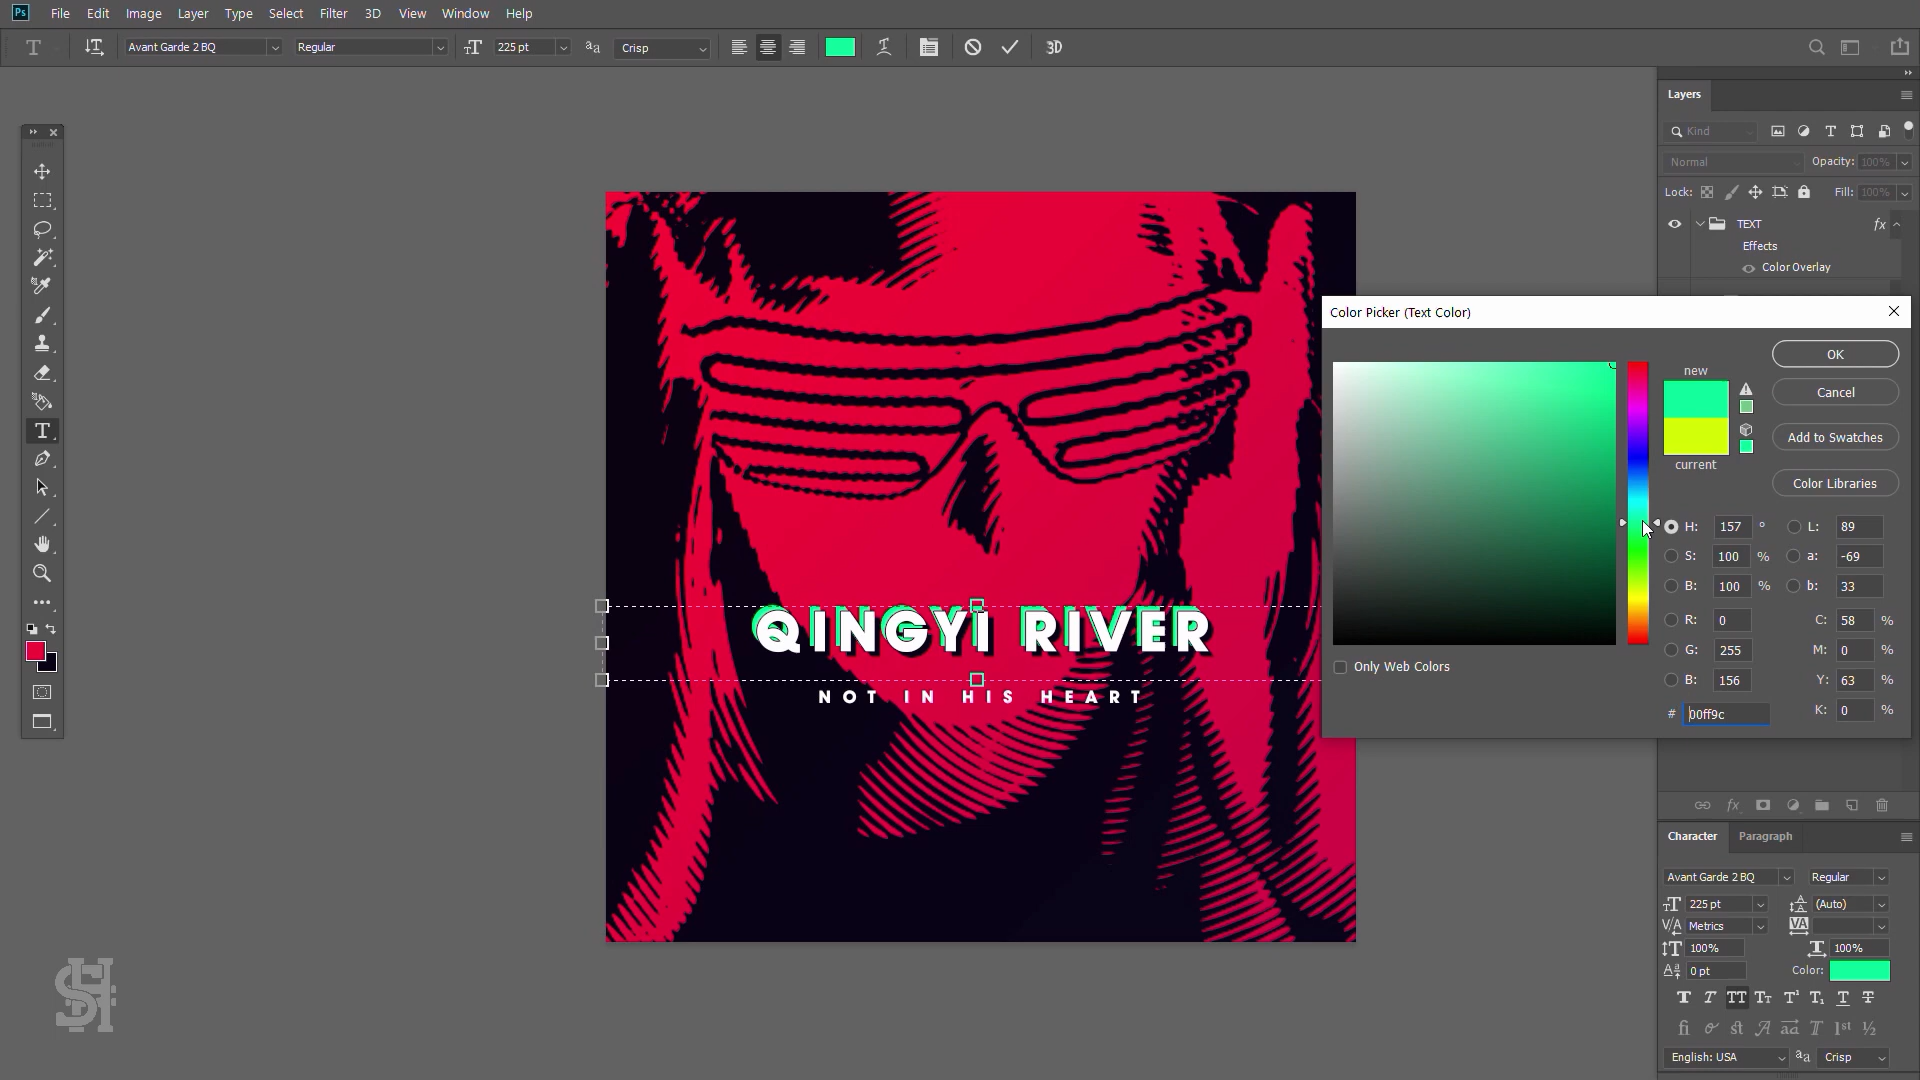 Ps File Edit Image Layer Type Select Filter 3D View Window Help
Avant Garde 2 BQ Regular 225 pt Crisp 3D
Layers
Kind
Normal Opacity: 100%
Lock: Fill: 100%
TEXT fx
Effects
Color Overlay
Color Picker (Text Color)
new
current
OK
Cancel
Add to Swatches
Color Libraries
H: 157 ° L: 89
S: 100 % a: -69
B: 100 % b: 33
R: 0 C: 58 %
G: 255 M: 0 %
B: 156 Y: 63 %
# 00ff9c K: 0 %
Only Web Colors
QINGYI RIVER
NOT IN HIS HEART
Character Paragraph
Avant Garde 2 BQ Regular
225 pt (Auto)
Metrics
100% 100%
0 pt Color:
English: USA Crisp
SH